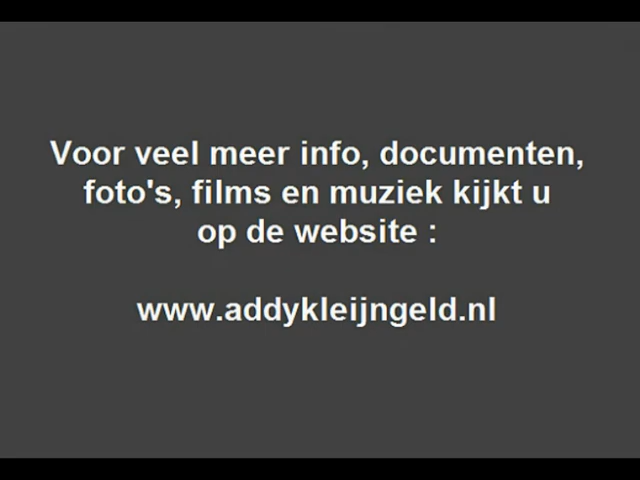 Voor veel meer info, documenten,
foto's, films en muziek kijkt u
op de website :
www.addykleijngeld.nl